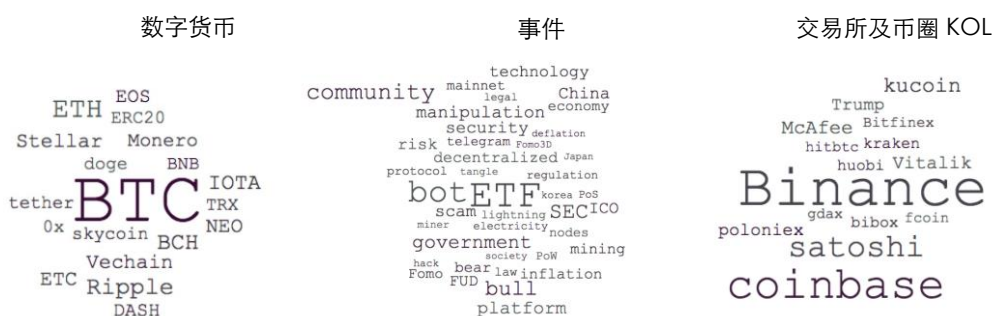 数字货币
EOS
ETH
ERC20
Stellar Monero
doge BNB
BTC
IOTA
tether
TRX
0x
skycoin
NEO
BCH
Vechain
ETC
Ripple
DASH
事件
technology
community
mainnet
legal
China
manipulation
economy
security
deflation
risk
telegram
Fomo3D
decentralized
Japan
protocol
tangle
regulation
bot
ETF
korea
PoS
scam
lightning
SEC
ICO
miner
electricity
nodes
government
society
PoW
mining
hack
Fomo
bear
law
inflation
FUD
bull
platform
交易所及币圈 KOL
kucoin
Trump
McAfee
Bitfinex
hitbtc
kraken
huobi
Vitalik
Binance
gdax
bibox
fcoin
poloniex
satoshi
coinbase